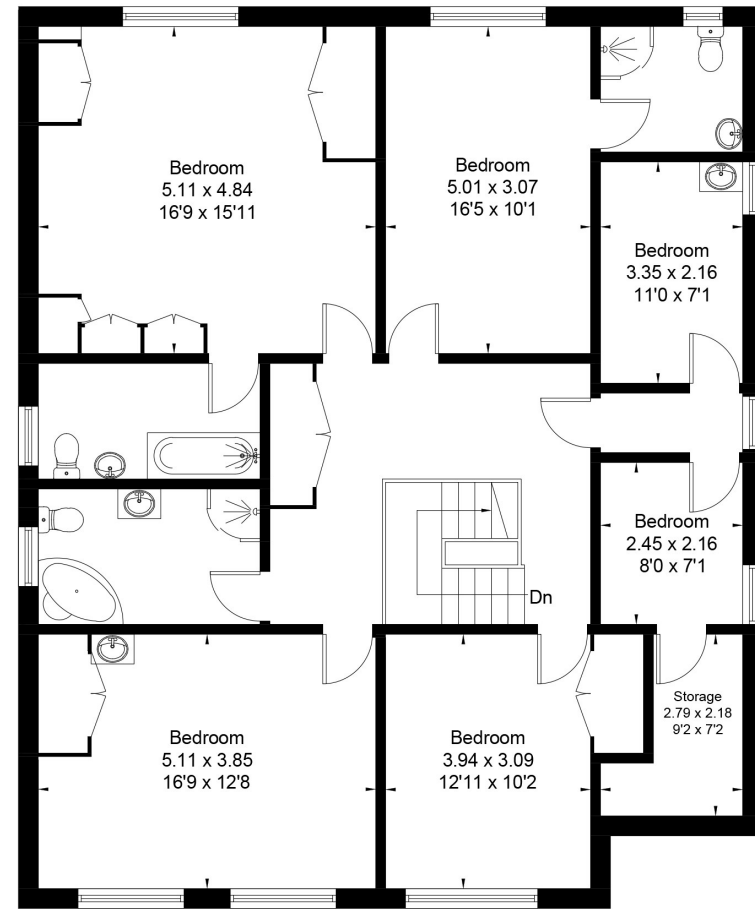 Bedroom
5.11 x 4.84
16'9 x 15'11
Bedroom
5.01 x 3.07
16'5 x 10'1
Bedroom
3.35 x 2.16
11'0 x 7'1
Bedroom
2.45 x 2.16
8'0 x 7'1
Dn
Storage
2.79 x 2.18
9'2 x 7'2
Bedroom
5.11 x 3.85
16'9 x 12'8
Bedroom
3.94 x 3.09
12'11 x 10'2